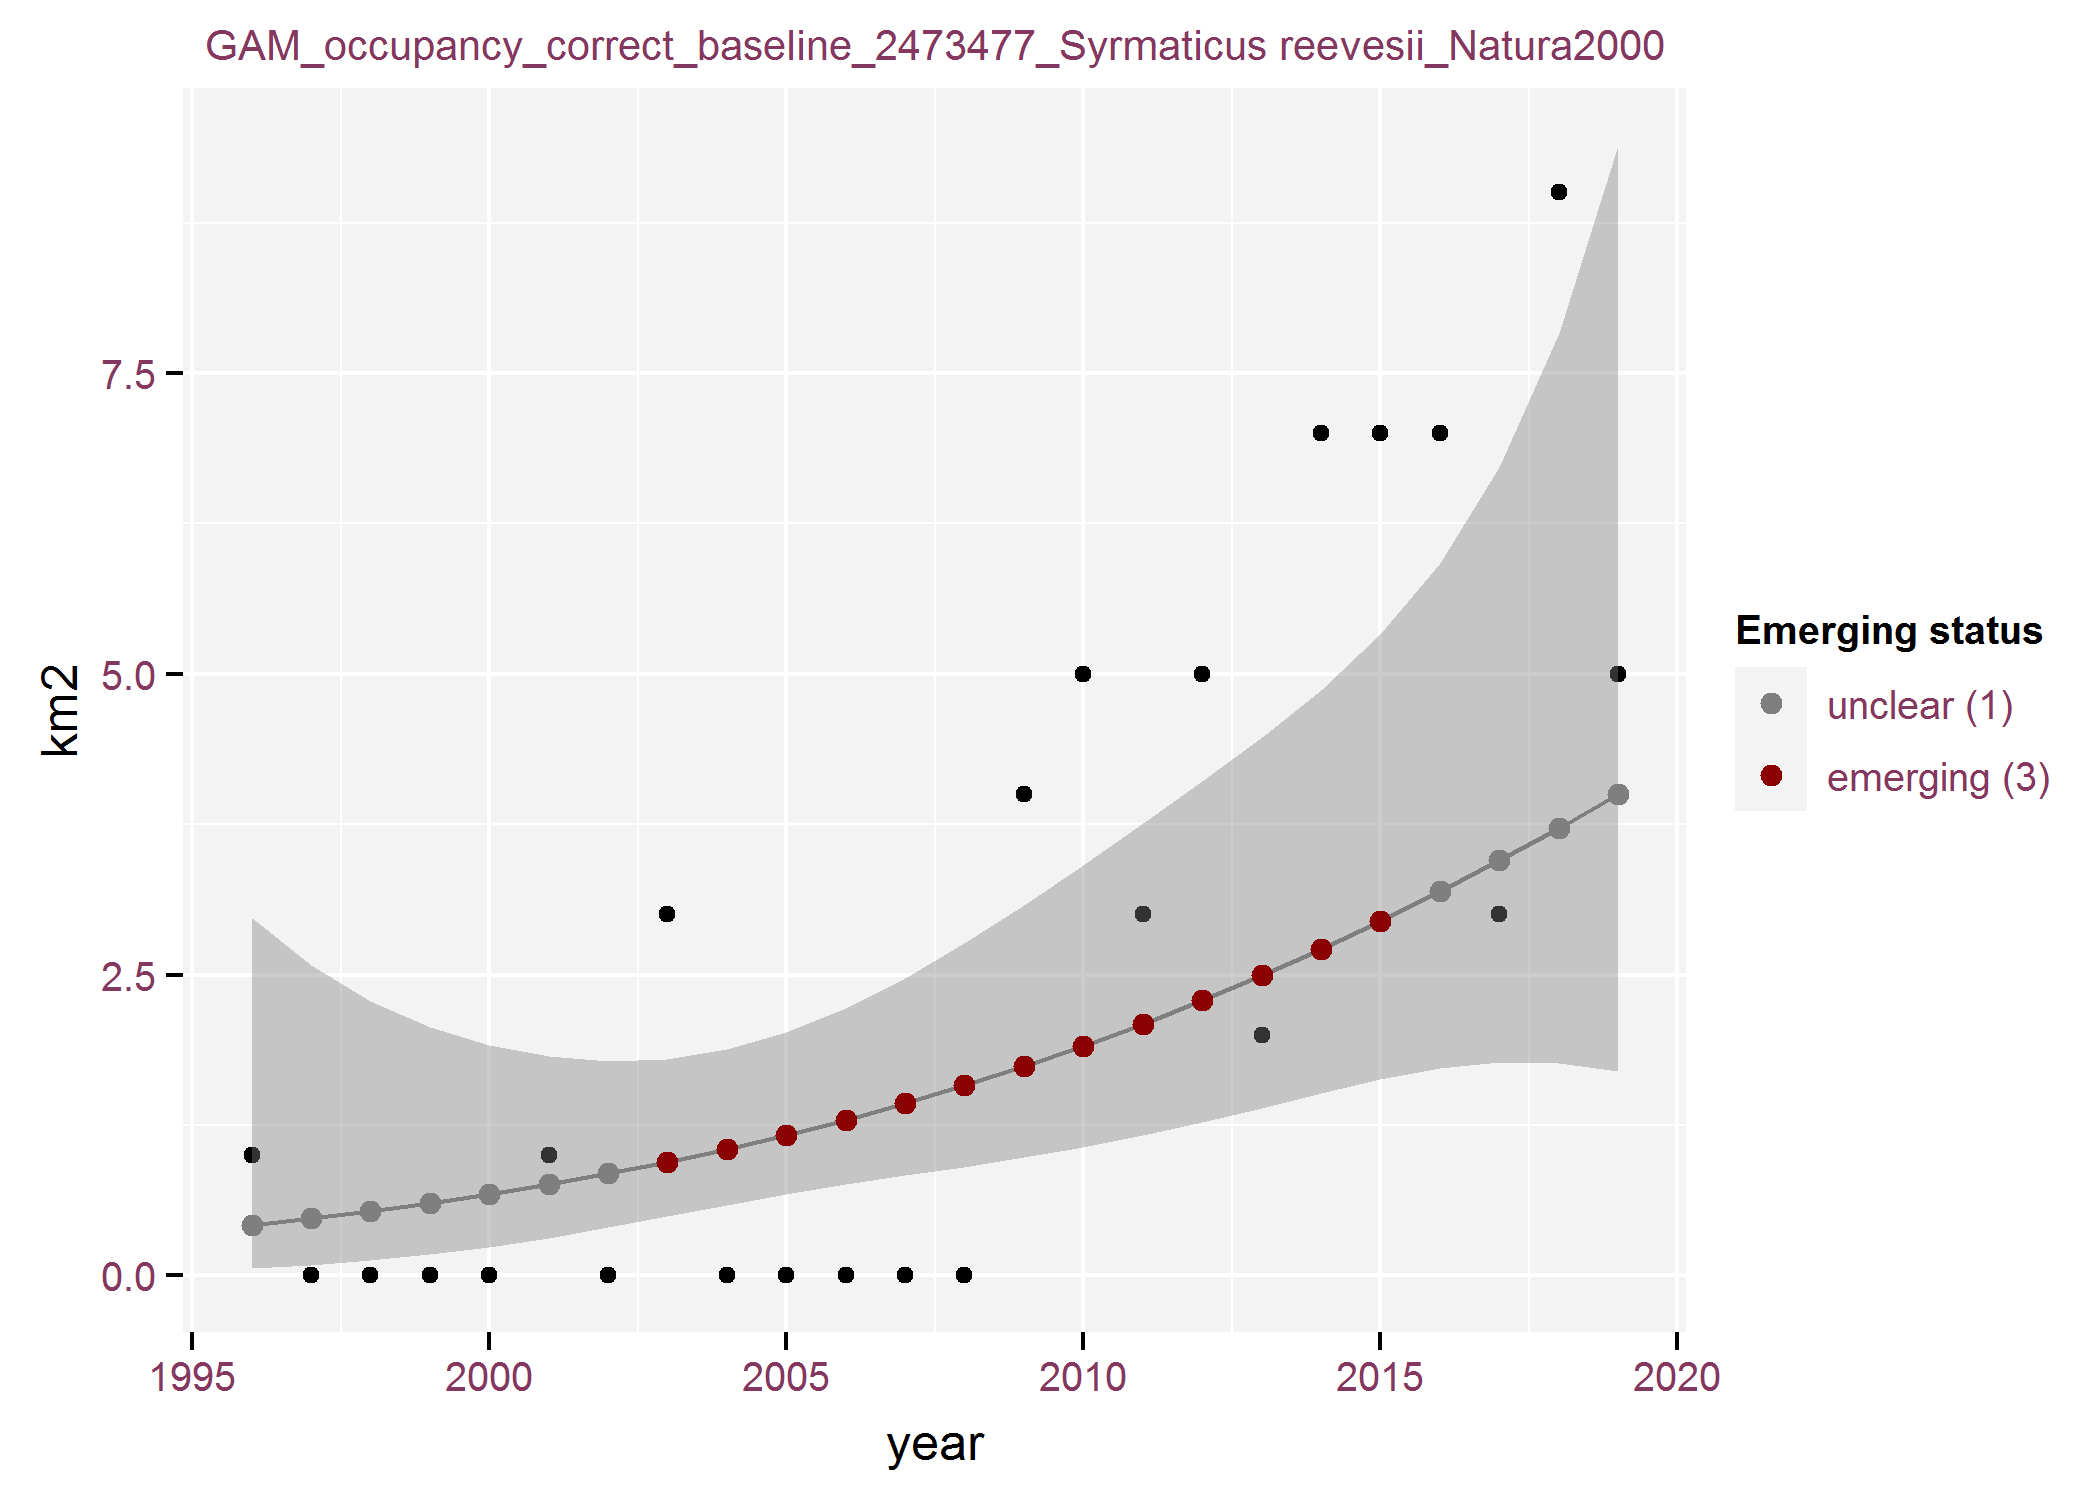 GAM_occupancy_correct_baseline_2473477_Syrmaticus reevesii_Natura2000
7.5
5.0
2.5
0.0
km2
1995 2000 2005 2010 2015 2020
year
Emerging status
unclear (1)
emerging (3)